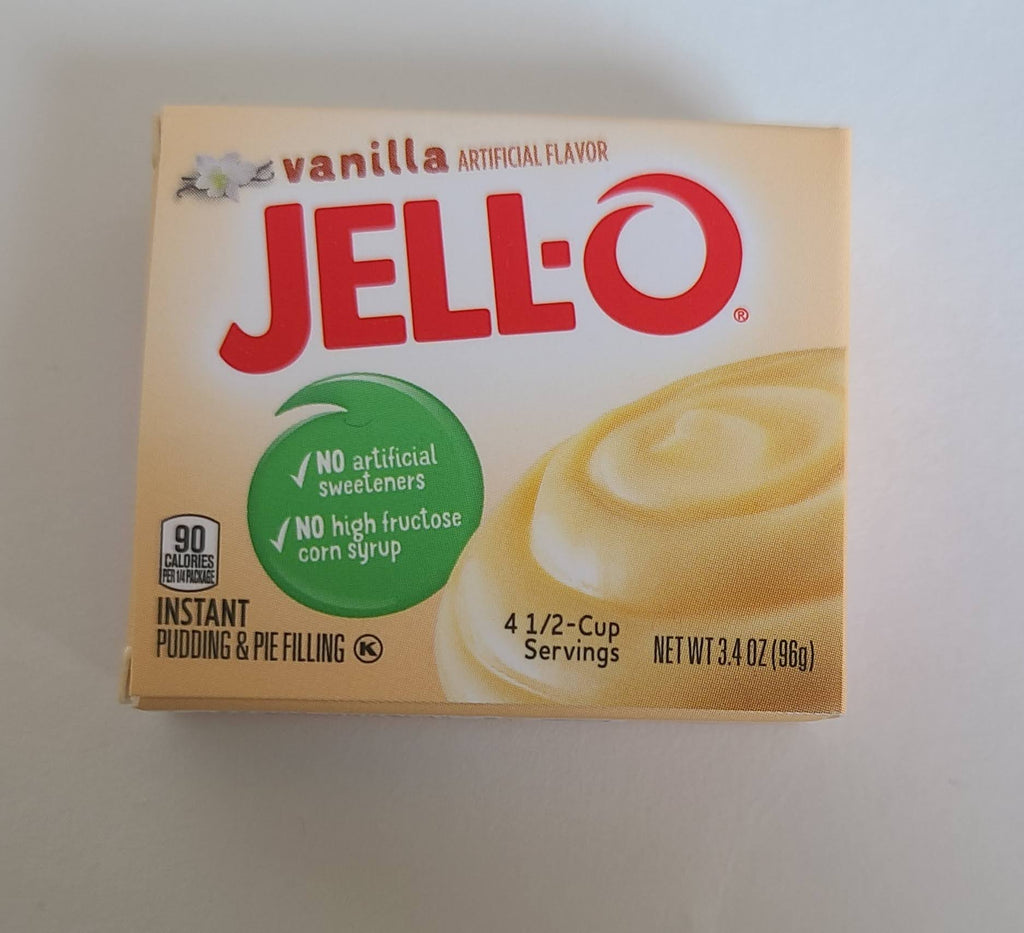 vanilla ARTIFICIAL FLAVOR
JELL-O®
✓NO artificial
sweeteners
✓NO high fructose
corn syrup
90
CALORIES
PER 1/4 PACKAGE
INSTANT
PUDDING & PIE FILLING K
4 1/2-Cup
Servings
NET WT 3.4 OZ (96g)